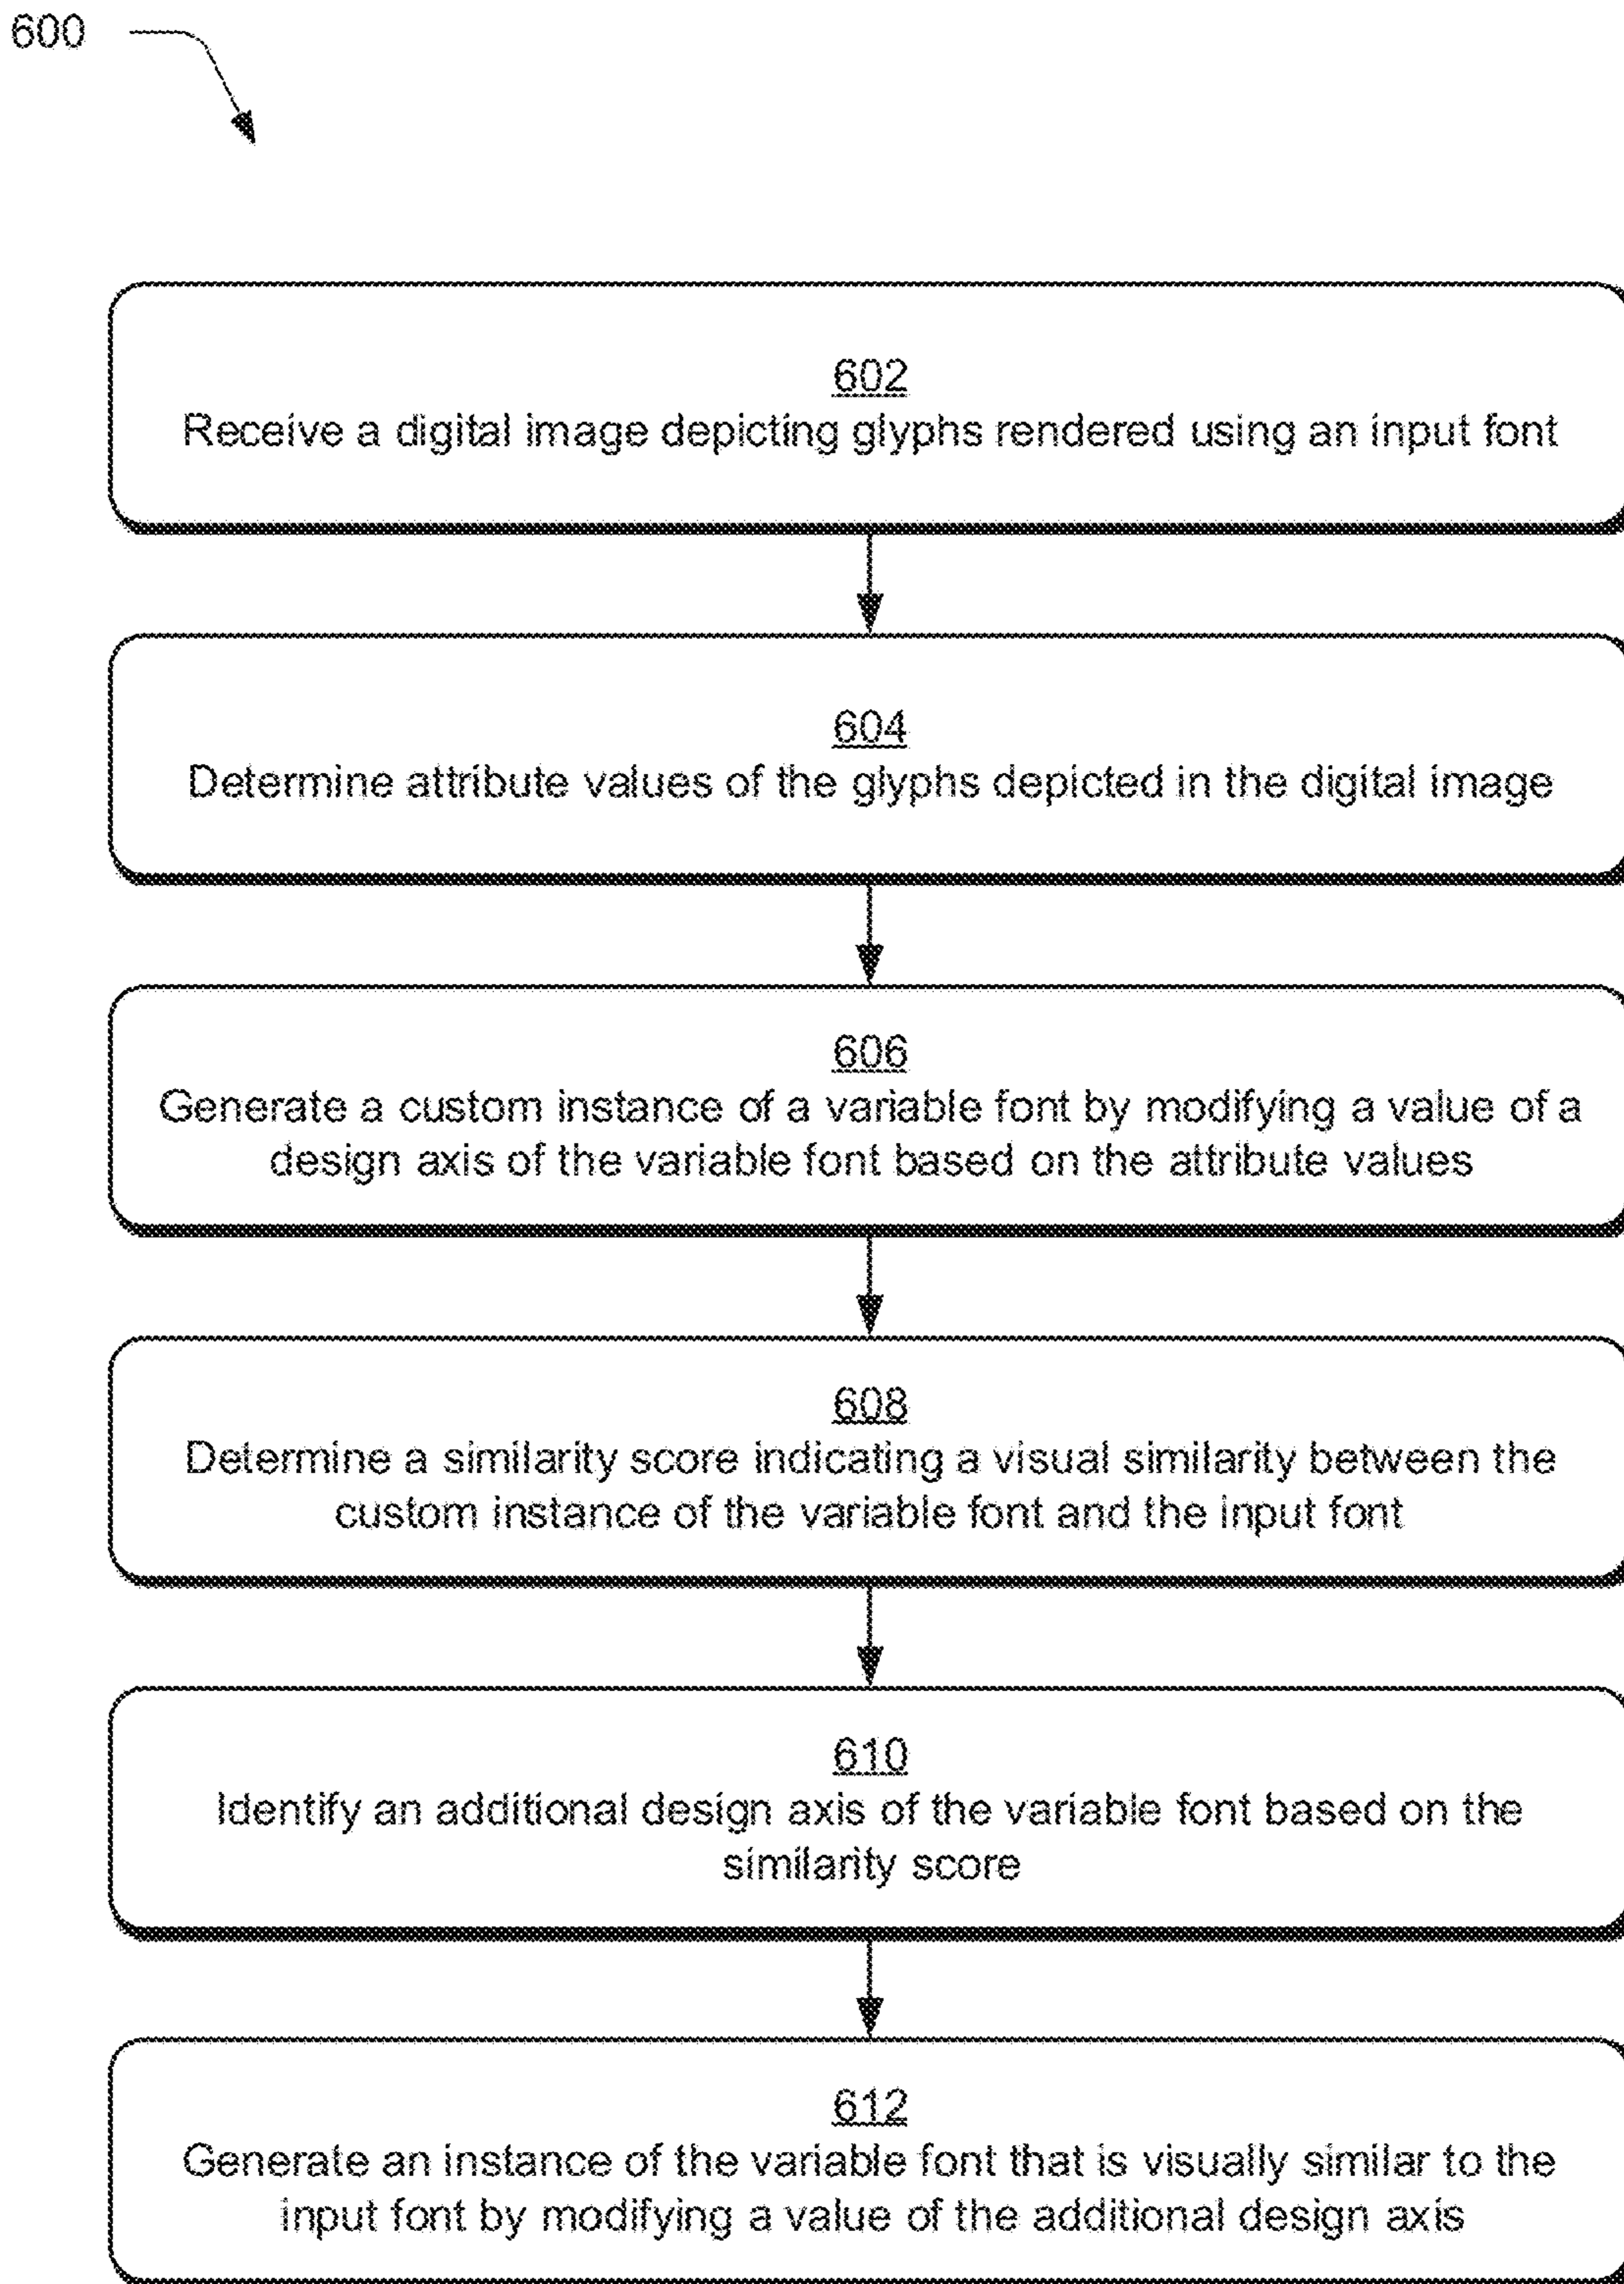 600
602
Receive a digital image depicting glyphs rendered using an input font
604
Determine attribute values of the glyphs depicted in the digital image
606
Generate a custom instance of a variable font by modifying a value of a
design axis of the variable font based on the attribute values
608
Determine a similarity score indicating a visual similarity between the
custom instance of the variable font and the input font
610
Identify an additional design axis of the variable font based on the
similarity score
612
Generate an instance of the variable font that is visually similar to the
input font by modifying a value of the additional design axis